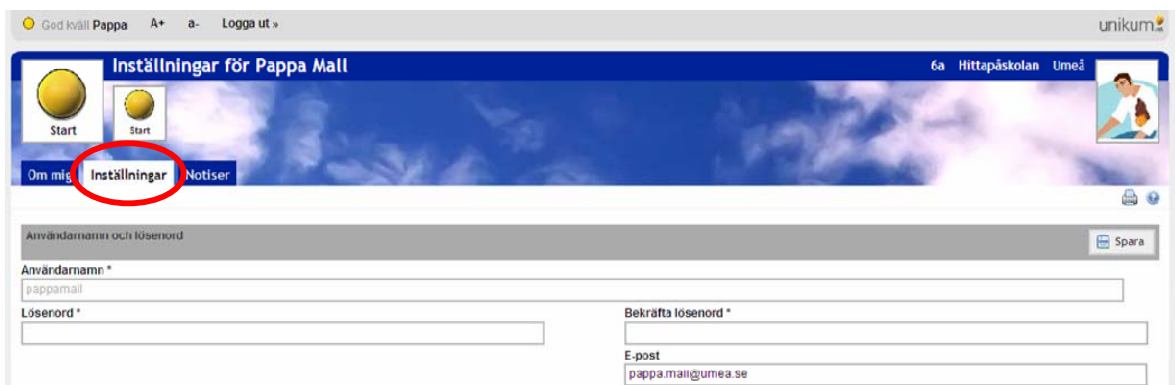 God kväll Pappa A+ a- Logga ut »
unikum
Inställningar för Pappa Mall
6a Hittapåskolan Umeå
Start
Start
Om mig Inställningar Notiser
Användarnamn och lösenord
Spara
Användarnamn *
pappamall
Lösenord *
Bekräfta lösenord *
E-post
pappa.mall@umea.se